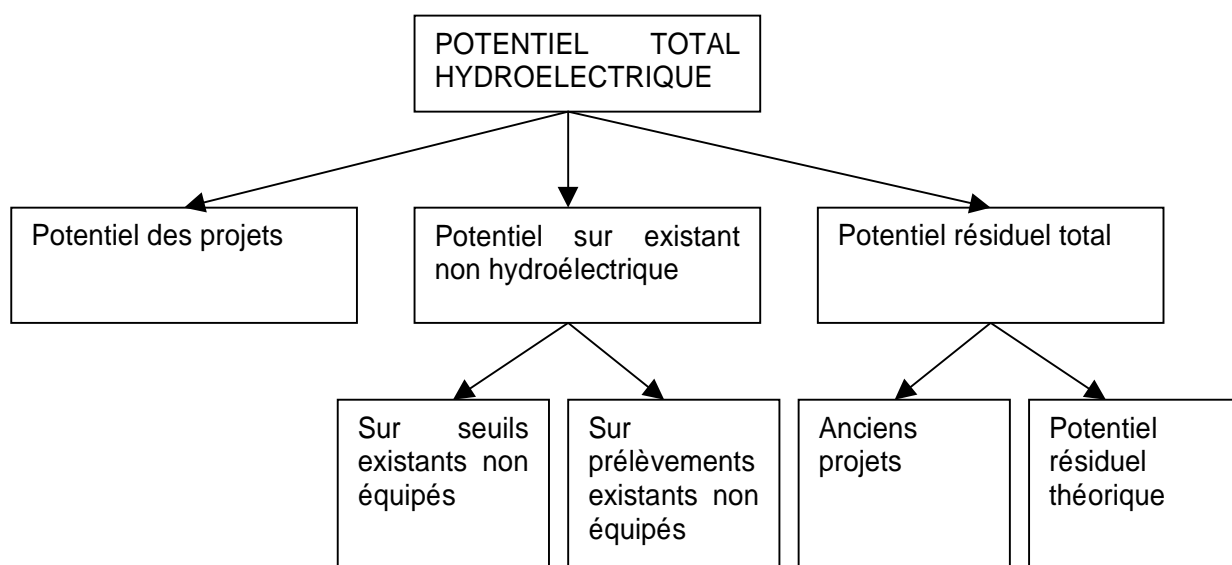 POTENTIEL TOTAL
HYDROELECTRIQUE
Potentiel des projets
Potentiel sur existant
non hydroélectrique
Potentiel résiduel total
Sur seuils
existants non
équipés
Sur
prélèvements
existants non
équipés
Anciens
projets
Potentiel
résiduel
théorique